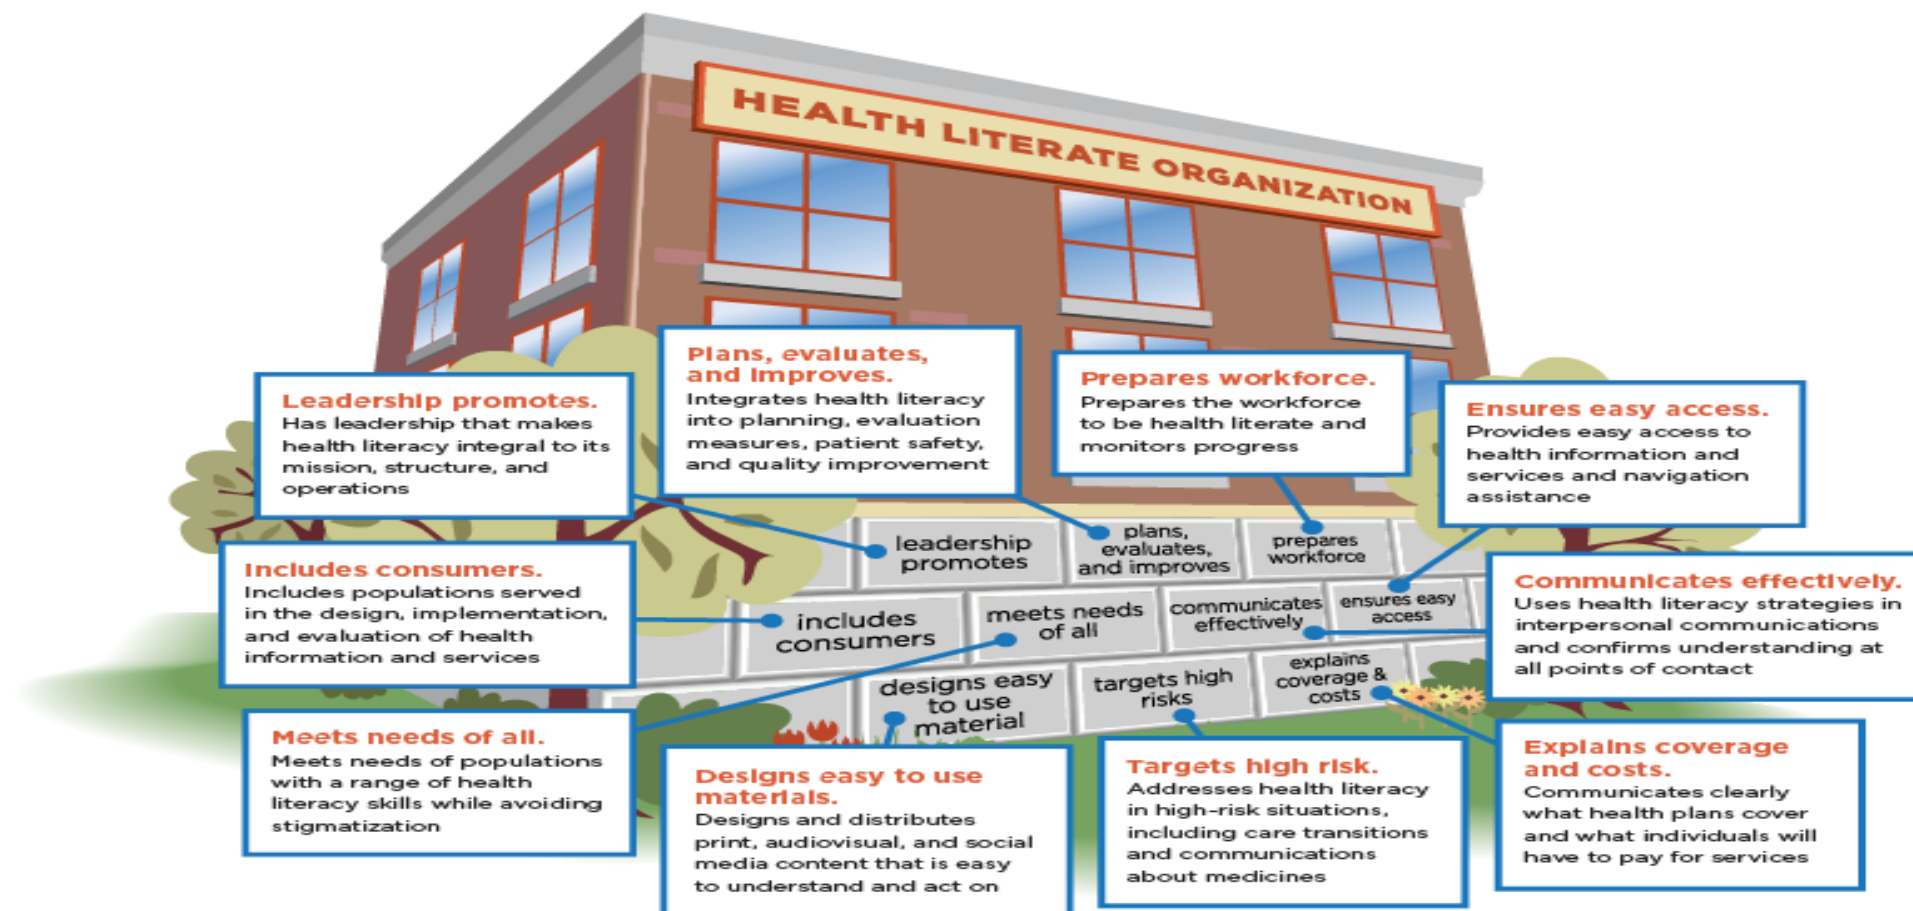 HEALTH LITERATE ORGANIZATION
Leadership promotes.
Has leadership that makes
health literacy integral to its
mission, structure, and
operations
Plans, evaluates,
and Improves.
Integrates health literacy
into planning, evaluation
measures, patient safety,
and quality improvement
Prepares workforce.
Prepares the workforce
to be health literate and
monitors progress
Ensures easy access.
Provides easy access to
health information and
services and navigation
assistance
Includes consumers.
Includes populations served
in the design, implementation,
and evaluation of health
information and services
leadership
promotes
plans,
evaluates,
and improves
prepares
workforce
includes
consumers
meets needs
of all
communicates
effectively
ensures easy
access
designs easy
to use
material
targets high
risks
explains
coverage &
costs
Communicates effectively.
Uses health literacy strategies in
interpersonal communications
and confirms understanding at
all points of contact
Meets needs of all.
Meets needs of populations
with a range of health
literacy skills while avoiding
stigmatization
Designs easy to use
materials.
Designs and distributes
print, audiovisual, and social
media content that is easy
to understand and act on
Targets high risk.
Addresses health literacy
in high-risk situations,
including care transitions
and communications
about medicines
Explains coverage
and costs.
Communicates clearly
what health plans cover
and what individuals will
have to pay for services